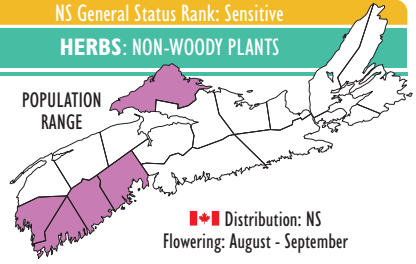 NS General Status Rank: Sensitive
HERBS: NON-WOODY PLANTS
POPULATION
RANGE
Distribution: NS
Flowering: August - September